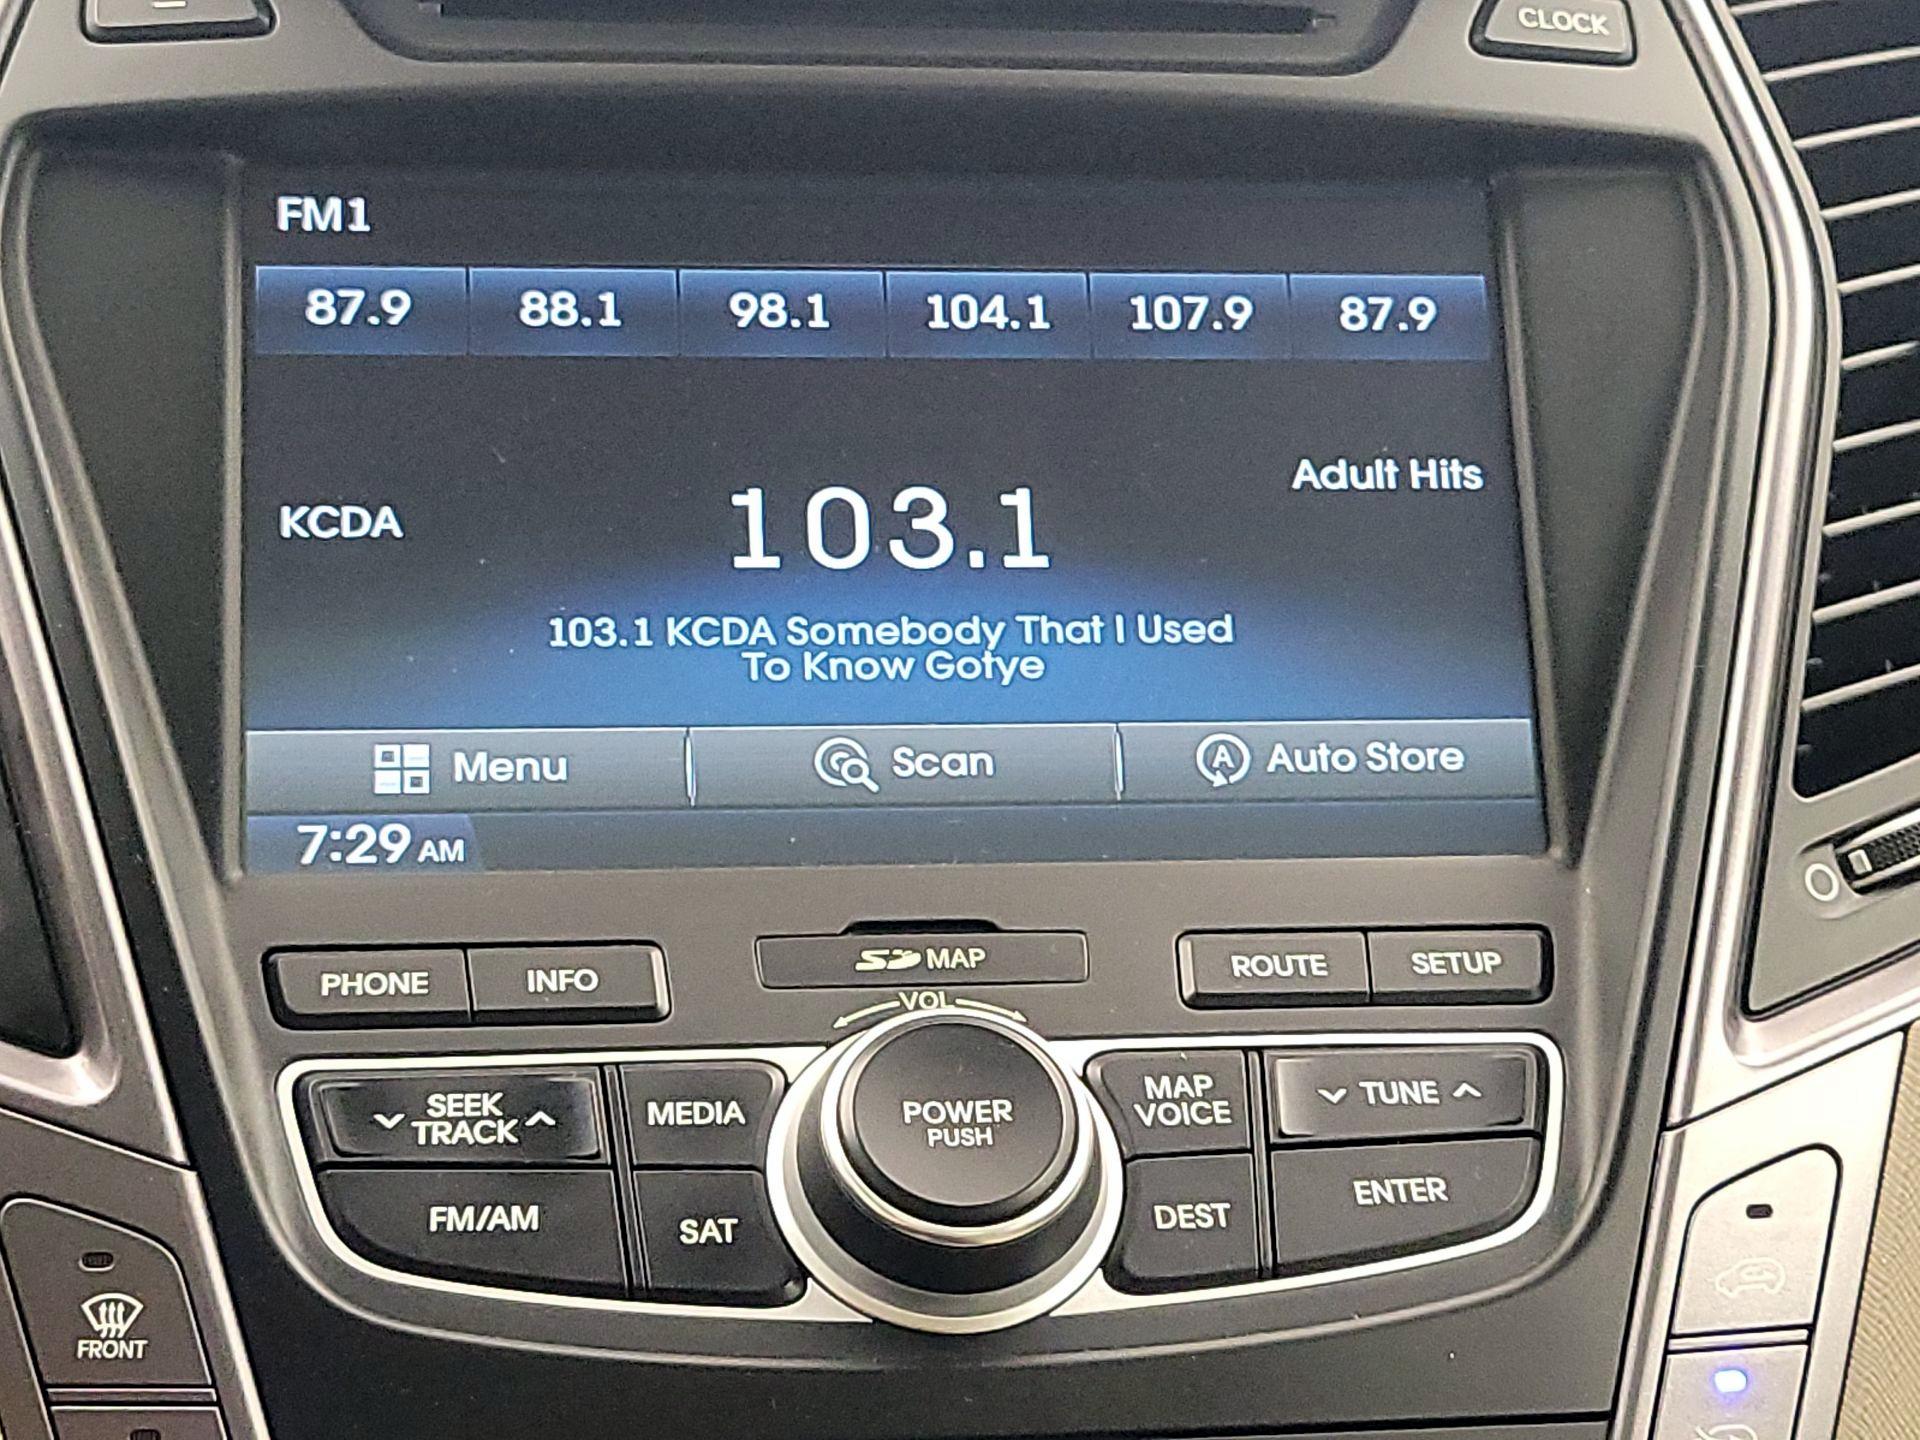 CLOCK
FM1
87.9 88.1 98.1 104.1 107.9 87.9
Adult Hits
KCDA 103.1
103.1 KCDA Somebody That I Used
To Know Gotye
Menu Scan Auto Store
7:29 AM
PHONE INFO SD MAP ROUTE SETUP
VOL
SEEK
TRACK
MEDIA
POWER
PUSH
MAP
VOICE
TUNE
FM/AM SAT DEST ENTER
FRONT